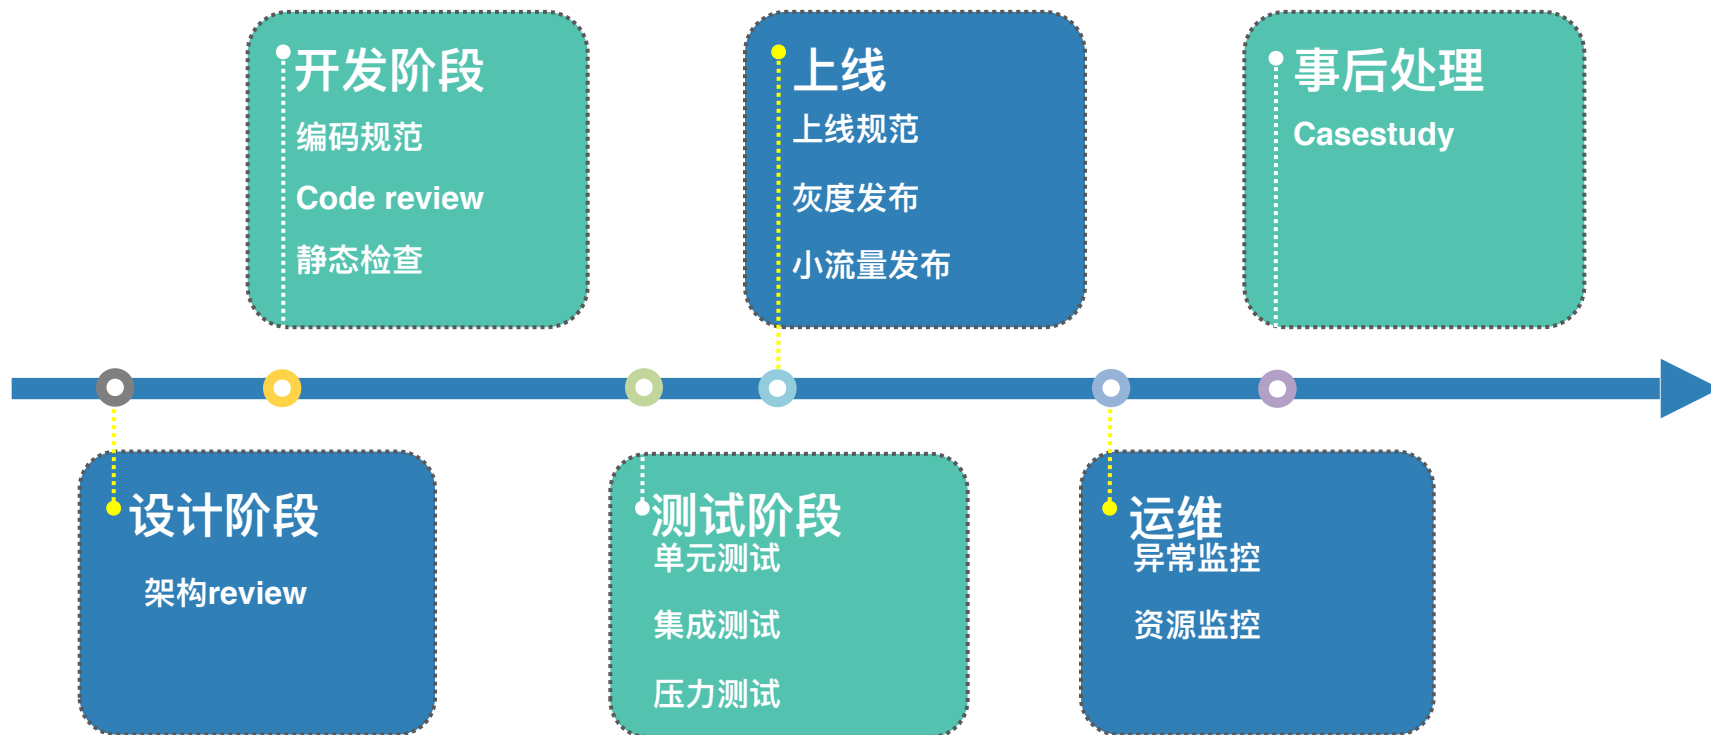 开发阶段
编码规范
Code review
静态检查
上线
上线规范
灰度发布
小流量发布
事后处理
Casestudy
设计阶段
架构review
测试阶段
单元测试
集成测试
压力测试
运维
异常监控
资源监控